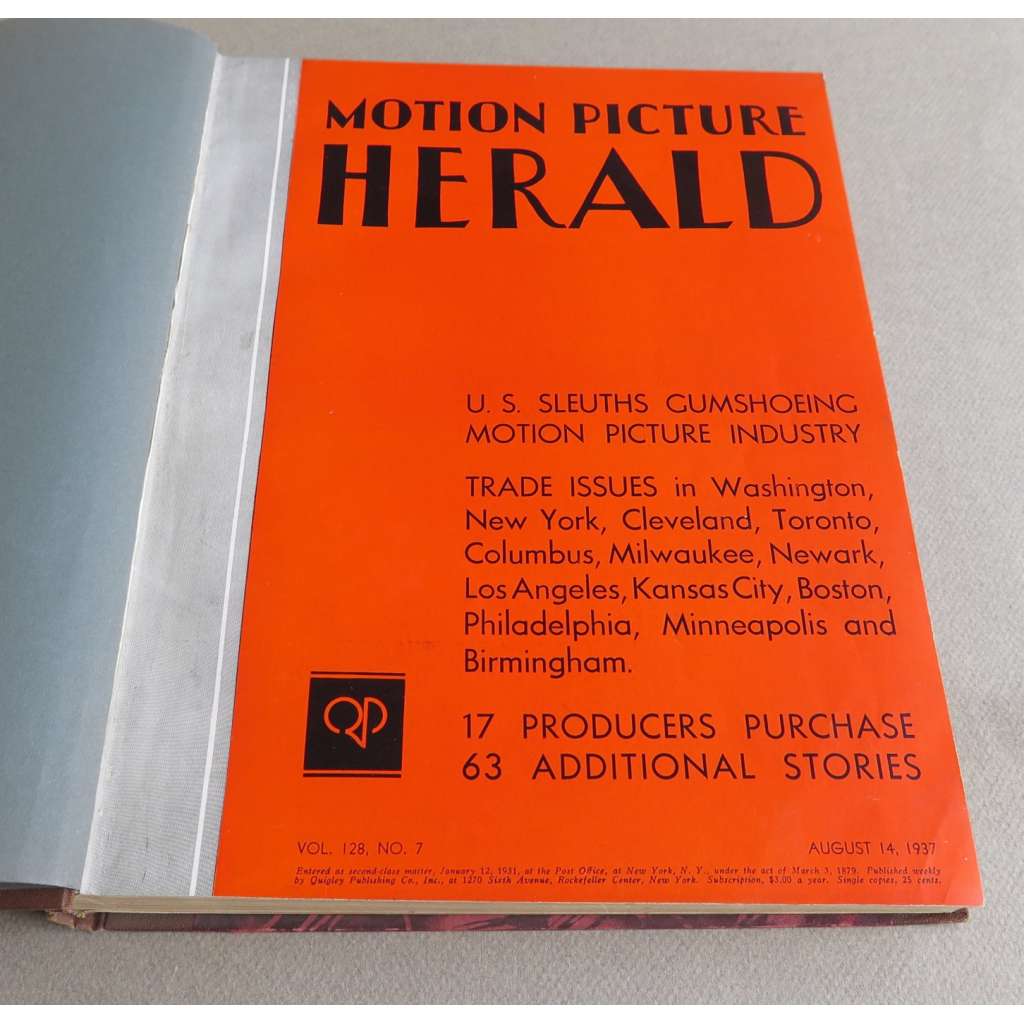 MOTION PICTURE
HERALD
U. S. SLEUTHS GUMSHOEING
MOTION PICTURE INDUSTRY
TRADE ISSUES in Washington,
New York, Cleveland, Toronto,
Columbus, Milwaukee, Newark,
Los Angeles, Kansas City, Boston,
Philadelphia, Minneapolis and
Birmingham.
QP
17 PRODUCERS PURCHASE
63 ADDITIONAL STORIES
VOL. 128, NO. 7 AUGUST 14, 1937
Entered as second-class matter, January 12, 1931, at the Post Office, at New York, N. Y., under the act of March 3, 1879. Published weekly
by Quigley Publishing Co., Inc., at 1270 Sixth Avenue, Rockefeller Center, New York. Subscription, $3.00 a year. Single copies, 25 cents.